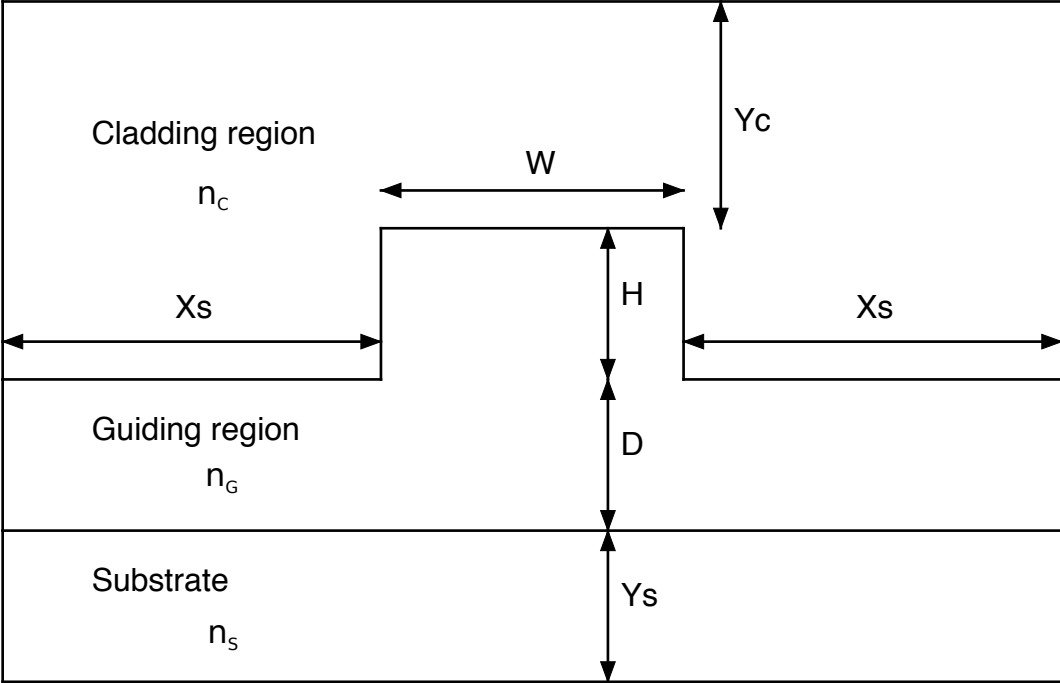 Cladding region
n_C
Yc
W
H
Xs
Xs
Guiding region
n_G
D
Substrate
n_S
Ys